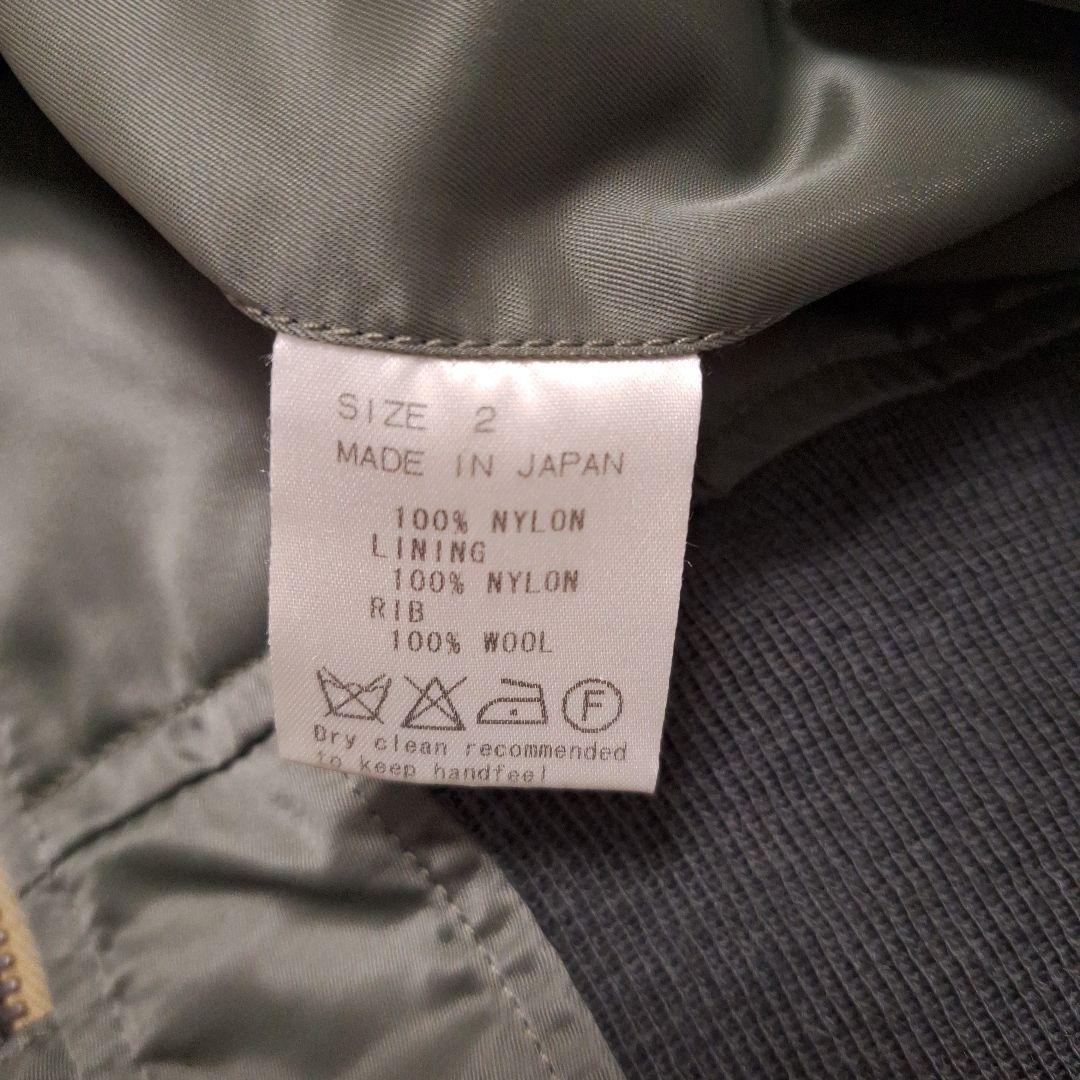 SIZE 2
MADE IN JAPAN
100% NYLON
LINING
100% NYLON
RIB
100% WOOL
F
Dry clean recommended
to keep handfeel